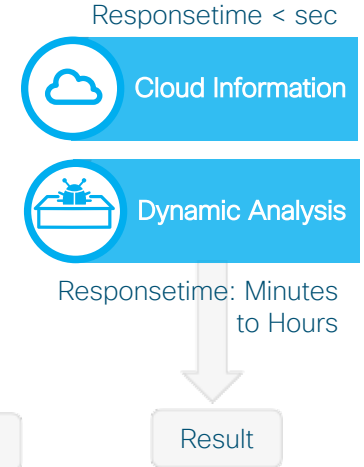 Responsetime < sec
Cloud Information
Dynamic Analysis
Responsetime: Minutes
to Hours
Result